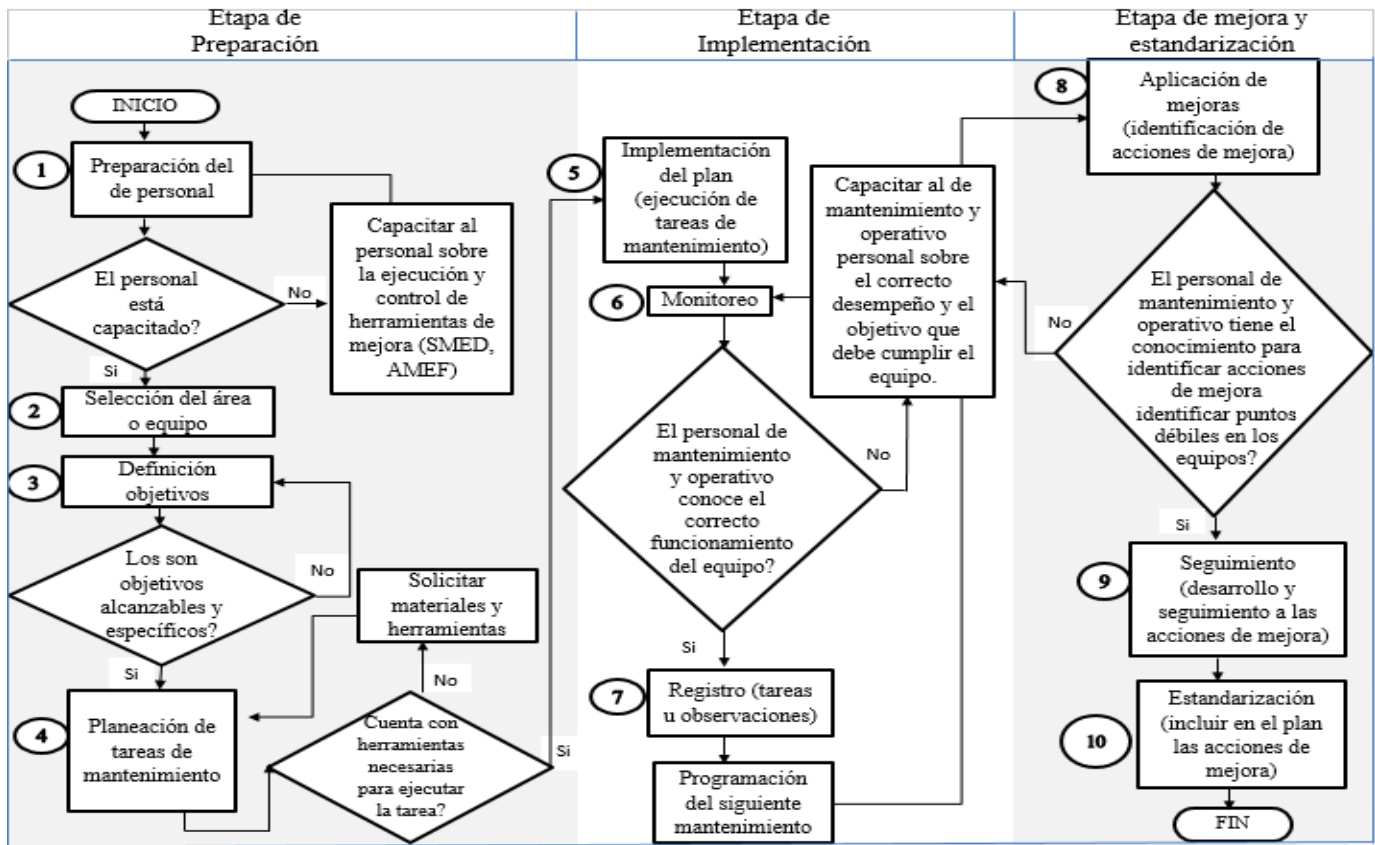 Etapa de
Preparación
Etapa de
Implementación
Etapa de mejora y
estandarización
INICIO
1
Preparación del
de personal
El personal
está
capacitado?
No
Capacitar al
personal sobre
la ejecución y
control de
herramientas de
mejora (SMED,
AMEF)
Si
2
Selección del área
o equipo
3
Definición
objetivos
Los son
objetivos
alcanzables y
específicos?
No
Si
4
Planeación de
tareas de
mantenimiento
Solicitar
materiales y
herramientas
No
Cuenta con
herramientas
necesarias
para ejecutar
la tarea?
Si
5
Implementación
del plan
(ejecución de
tareas de
mantenimiento)
6
Monitoreo
Capacitar al de
mantenimiento y
operativo
personal sobre
el correcto
desempeño y el
objetivo que
debe cumplir el
equipo.
El personal de
mantenimiento
y operativo
conoce el
correcto
funcionamiento
del equipo?
No
Si
7
Registro (tareas
u observaciones)
Programación
del siguiente
mantenimiento
8
Aplicación de
mejoras
(identificación de
acciones de mejora)
El personal de
mantenimiento y
operativo tiene el
conocimiento para
identificar acciones
de mejora
identificar puntos
débiles en los
equipos?
No
Si
9
Seguimiento
(desarrollo y
seguimiento a las
acciones de mejora)
10
Estandarización
(incluir en el plan
las acciones de
mejora)
FIN